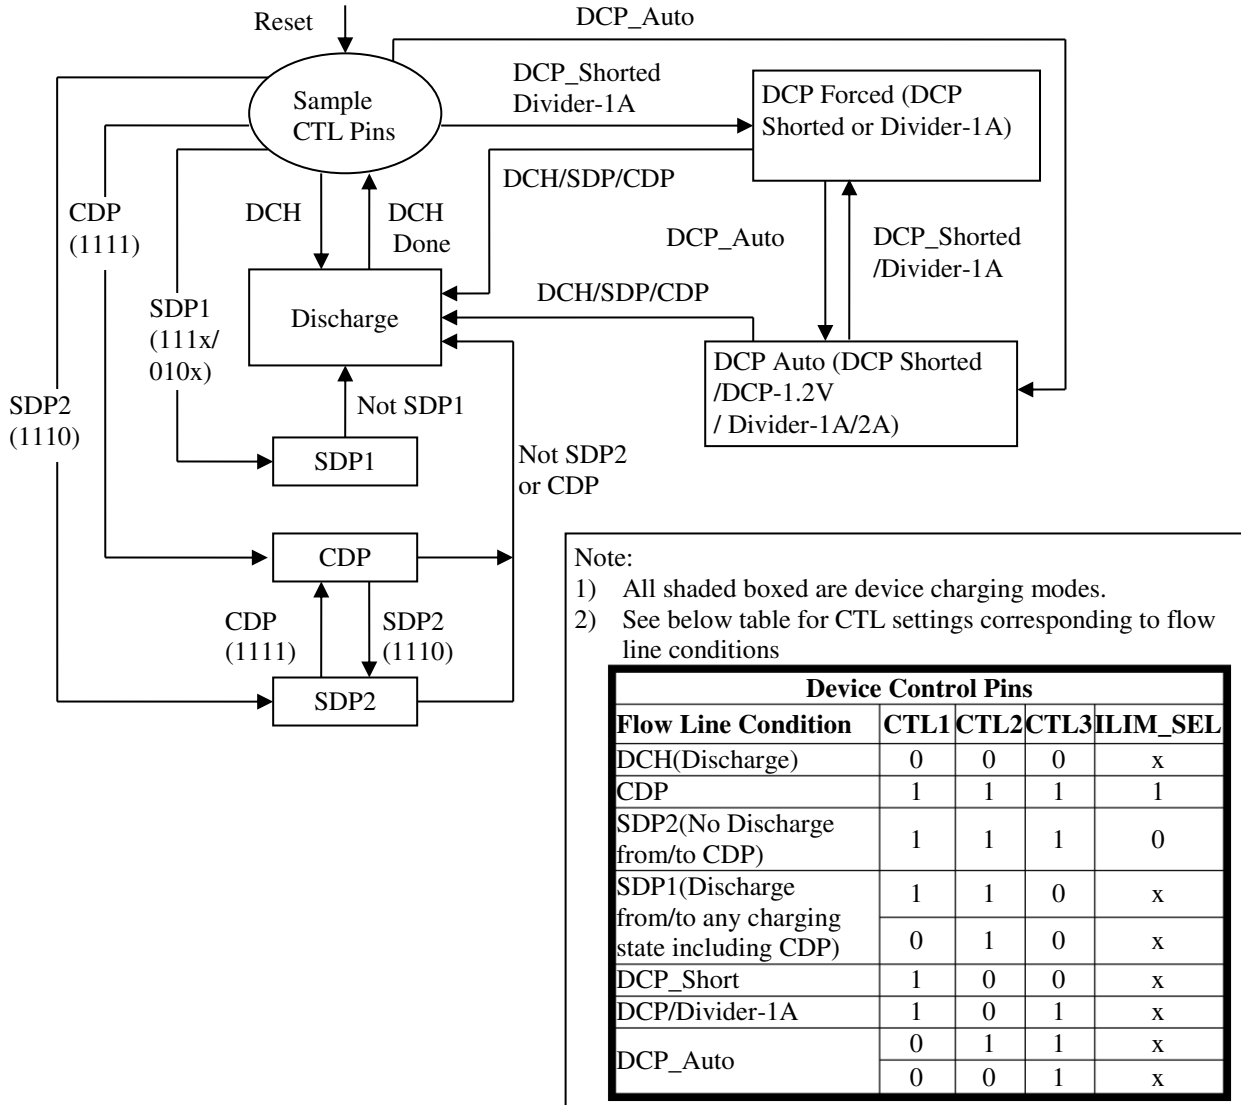 Reset
DCP_Auto
Sample
CTL Pins
DCP_Shorted
Divider-1A
DCP Forced (DCP
Shorted or Divider-1A)
DCH/SDP/CDP
CDP
(1111)
DCH
DCH
Done
DCP_Auto
DCP_Shorted
/Divider-1A
SDP1
(111x/
010x)
Discharge
DCH/SDP/CDP
DCP Auto (DCP Shorted
/DCP-1.2V
/ Divider-1A/2A)
SDP2
(1110)
Not SDP1
SDP1
Not SDP2
or CDP
CDP
CDP
(1111)
SDP2
(1110)
SDP2
Note:
1) All shaded boxed are device charging modes.
2) See below table for CTL settings corresponding to flow
line conditions
Device Control Pins
Flow Line Condition CTL1 CTL2 CTL3 ILIM_SEL
DCH(Discharge) 0 0 0 x
CDP 1 1 1 1
SDP2(No Discharge
from/to CDP) 1 1 1 0
SDP1(Discharge 1 1 0 x
from/to any charging
state including CDP) 0 1 0 x
DCP_Short 1 0 0 x
DCP/Divider-1A 1 0 1 x
DCP_Auto 0 1 1 x
0 0 1 x